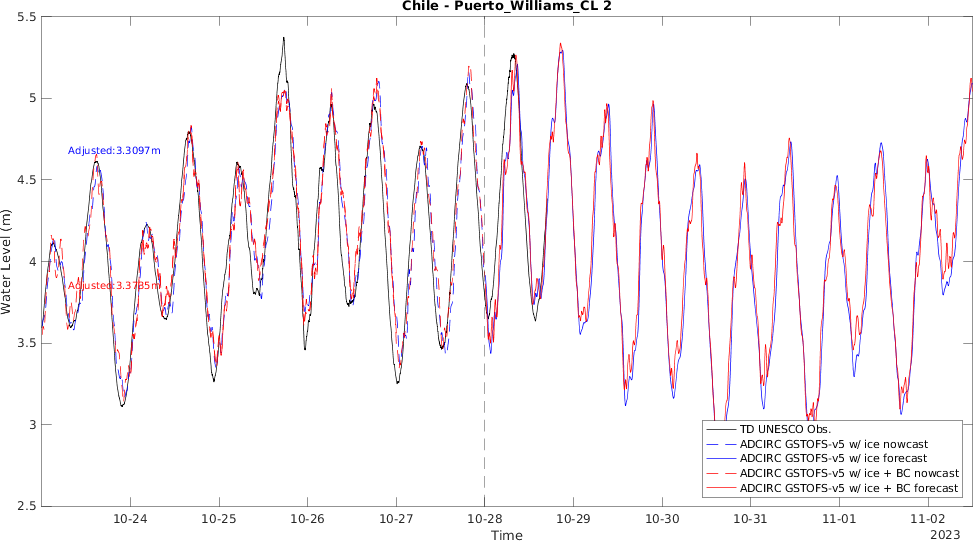 Chile - Puerto_Williams_CL 2
5.5
5
4.5
4
3.5
3
2.5
Water Level (m)
Adjusted:3.3097m
Adjusted:3.3735m
TD UNESCO Obs.
ADCIRC GSTOFS-v5 w/ ice nowcast
ADCIRC GSTOFS-v5 w/ ice forecast
ADCIRC GSTOFS-v5 w/ ice + BC nowcast
ADCIRC GSTOFS-v5 w/ ice + BC forecast
10-24 10-25 10-26 10-27 10-28 10-29 10-30 10-31 11-01 11-02
Time
2023